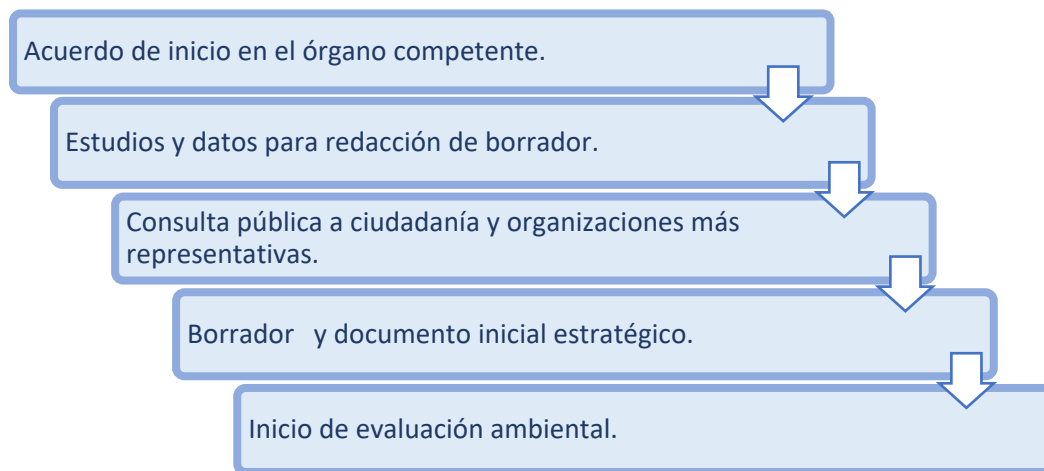 Acuerdo de inicio en el órgano competente.
Estudios y datos para redacción de borrador.
Consulta pública a ciudadanía y organizaciones más
representativas.
Borrador   y documento inicial estratégico.
Inicio de evaluación ambiental.